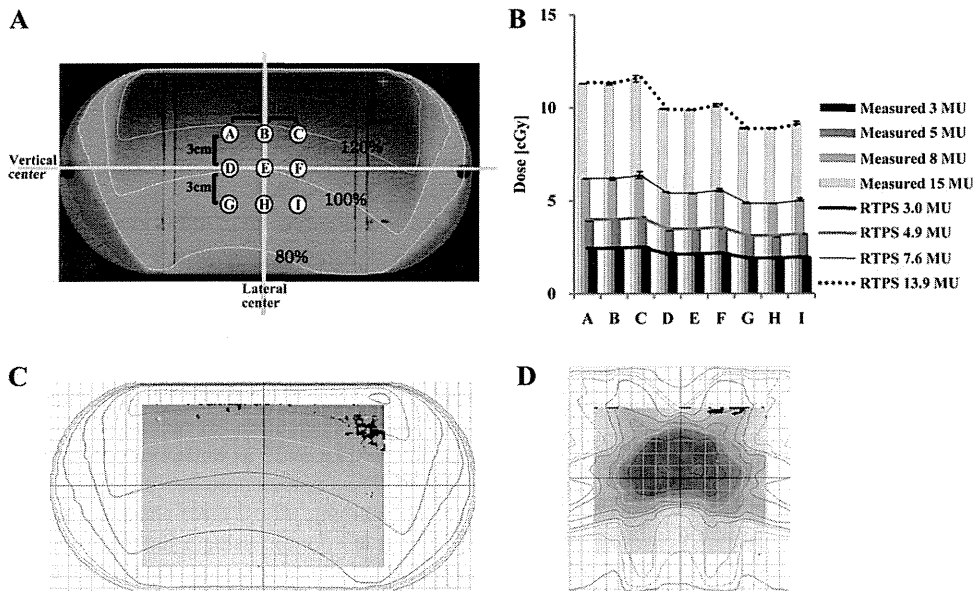 A
Vertical
center
A B C
3cm
D E F
3cm
G H I
120%
100%
80%
Lateral
center
B
Dose [cGy]
15
10
5
0
A B C D E F G H I
Measured 3 MU
Measured 5 MU
Measured 8 MU
Measured 15 MU
RTPS 3.0 MU
RTPS 4.9 MU
RTPS 7.6 MU
RTPS 13.9 MU
C
D